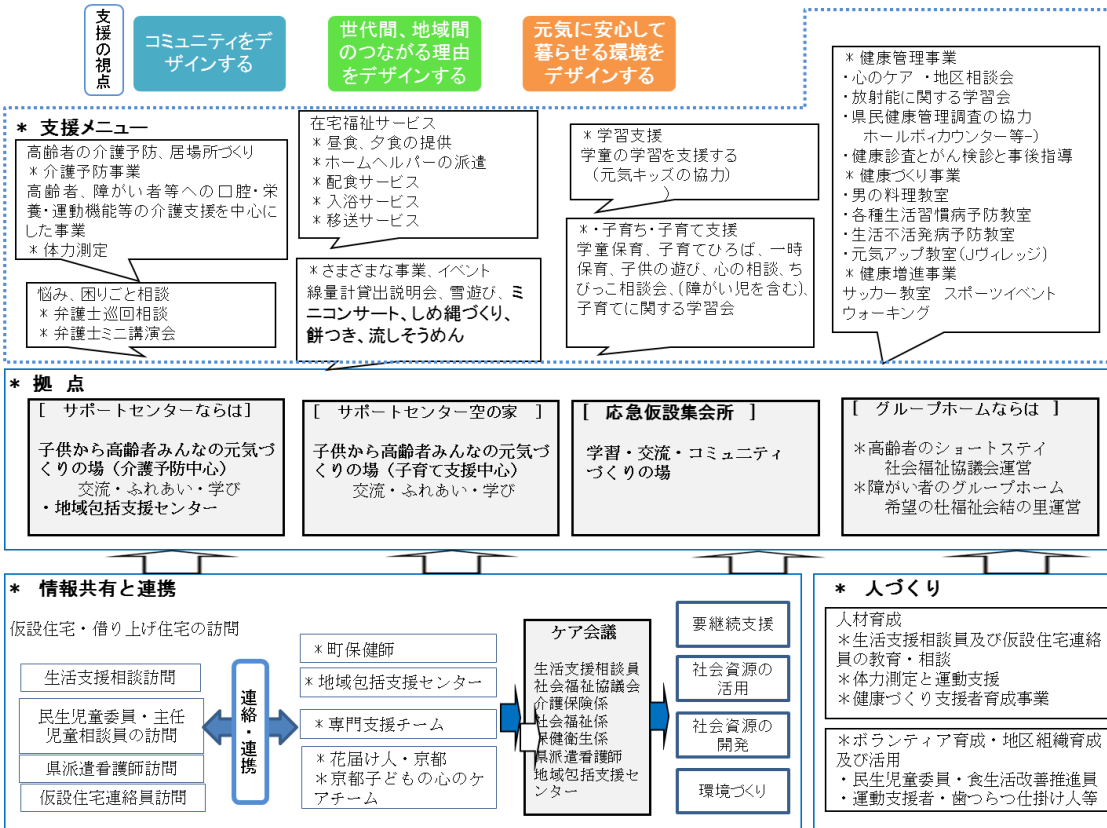 支援の視点
コミュニティをデ
ザインする
世代間、地域間
のつながる理由
をデザインする
元気に安心して
暮らせる環境を
デザインする
* 支援メニュー
高齢者の介護予防、居場所づくり
*介護予防事業
高齢者、障がい者等への口腔・栄
養・運動機能等の介護支援を中心にし
た事業
*体力測定
悩み、困りごと相談
*弁護士巡回相談
*弁護士ミニ講演会
在宅福祉サービス
*昼食、夕食の提供
*ホームヘルパーの派遣
*配食サービス
*入浴サービス
*移送サービス
*さまざまな事業、イベント
線量計貸出説明会、雪遊び、ミ
ニコンサート、しめ縄づくり、
餅つき、流しそうめん
*学習支援
学童の学習を支援する
(元気キッズの協力)
)
*・子育ち・子育て支援
学童保育、子育てひろば、一時
保育、子供の遊び、心の相談、ち
びっこ相談会、(障がい児を含む)、
子育てに関する学習会
*健康管理事業
・心のケア ・地区相談会
・放射能に関する学習会
・県民健康管理調査の協力
ホールボィカウンター等-)
・健康診査とがん検診と事後指導
*健康づくり事業
・男の料理教室
・各種生活習慣病予防教室
・生活不活発病予防教室
・元気アップ教室(Jヴィレッジ)
*健康増進事業
サッカー教室 スポーツイベント
ウォーキング
* 拠 点
[ サポートセンターならは]
子供から高齢者みんなの元気づ
くりの場(介護予防中心)
交流・ふれあい・学び
・地域包括支援センター
[ サポートセンター空の家 ]
子供から高齢者みんなの元気づ
くりの場(子育て支援中心)
交流・ふれあい・学び
[ 応急仮設集会所 ]
学習・交流・コミュニティ
づくりの場
[ グループホームならは ]
*高齢者のショートステイ
社会福祉協議会運営
*障がい者のグループホーム
希望の杜福祉会結の里運営
* 情報共有と連携
仮設住宅・借り上げ住宅の訪問
生活支援相談訪問
民生児童委員・主任
児童相談員の訪問
県派遣看護師訪問
仮設住宅連絡員訪問
連絡・連携
*町保健師
*地域包括支援センター
*専門支援チーム
*花届け人・京都
*京都子どもの心のケ
アチーム
ケア会議
生活支援相談員
社会福祉協議会
介護保険係
社会福祉係
保健衛生係
県派遣看護師
地域包括支援セ
ンター
要継続支援
社会資源の
活用
社会資源の
開発
環境づくり
* 人づくり
人材育成
*生活支援相談員及び仮設住宅連絡
員の教育・相談
*体力測定と運動支援
*健康づくり支援者育成事業
*ボランティア育成・地区組織育成
及び活用
・民生児童委員・食生活改善推進員
・運動支援者・歯つらつ仕掛け人等